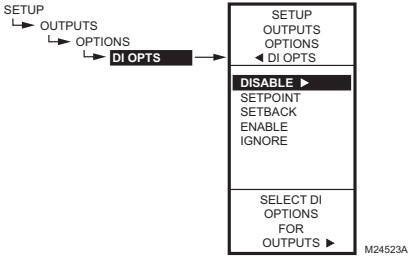 SETUP
OUTPUTS
OPTIONS
DI OPTS
SETUP
OUTPUTS
OPTIONS
◄ DI OPTS
DISABLE ►
SETPOINT
SETBACK
ENABLE
IGNORE
SELECT DI
OPTIONS
FOR
OUTPUTS ►
M24523A